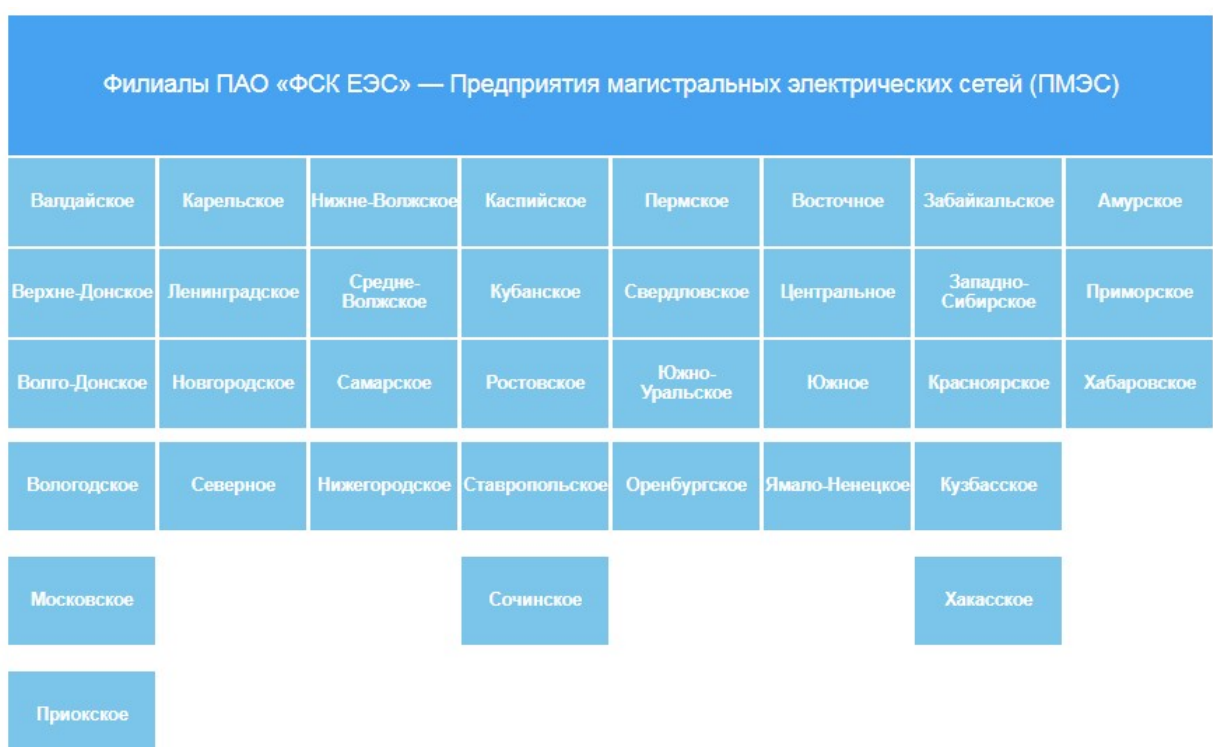 Филиалы ПАО «ФСК ЕЭС» — Предприятия магистральных электрических сетей (ПМЭС)
Валдайское Карельское Нижне-Волжское Каспийское Пермское Восточное Забайкальское Амурское
Верхне-Донское Ленинградское Средне-Волжское Кубанское Свердловское Центральное Западно-Сибирское Приморское
Волго-Донское Новгородское Самарское Ростовское Южно-Уральское Южное Красноярское Хабаровское
Вологодское Северное Нижегородское Ставропольское Оренбургское Ямало-Ненецкое Кузбасское
Московское Сочинское Хакасское
Приокское